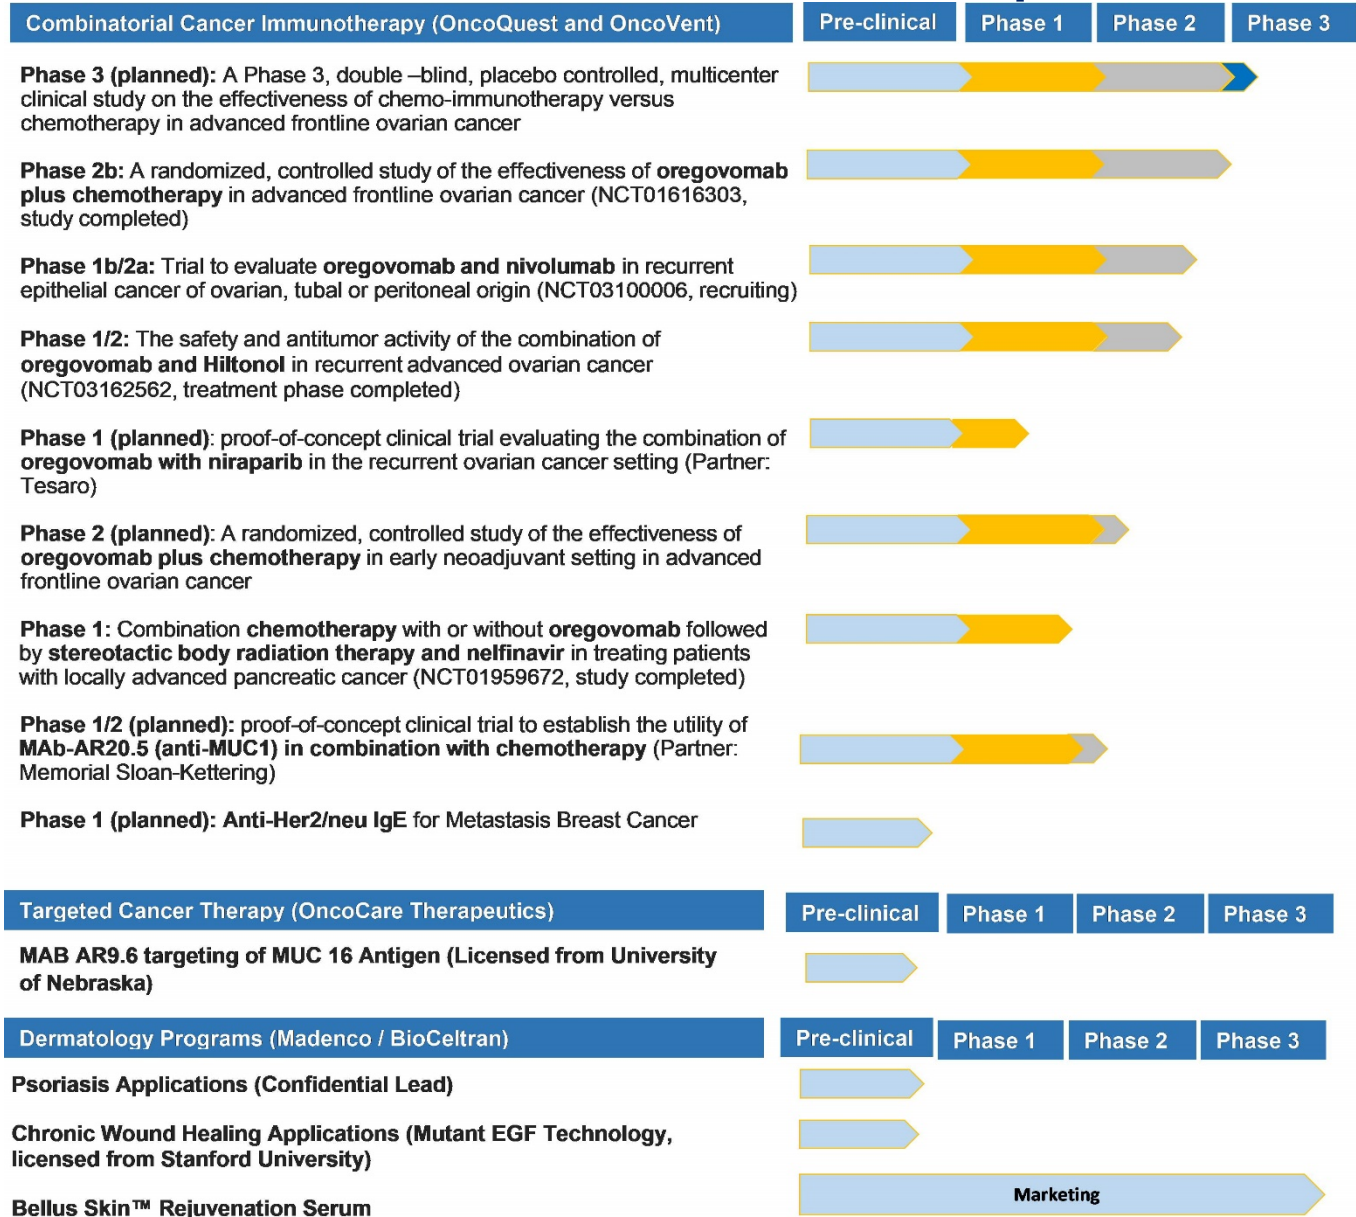 Combinatorial Cancer Immunotherapy (OncoQuest and OncoVent) Pre-clinical Phase 1 Phase 2 Phase 3
Phase 3 (planned): A Phase 3, double –blind, placebo controlled, multicenter
clinical study on the effectiveness of chemo-immunotherapy versus
chemotherapy in advanced frontline ovarian cancer
Phase 2b: A randomized, controlled study of the effectiveness of oregovomab
plus chemotherapy in advanced frontline ovarian cancer (NCT01616303,
study completed)
Phase 1b/2a: Trial to evaluate oregovomab and nivolumab in recurrent
epithelial cancer of ovarian, tubal or peritoneal origin (NCT03100006, recruiting)
Phase 1/2: The safety and antitumor activity of the combination of
oregovomab and Hiltonol in recurrent advanced ovarian cancer
(NCT03162562, treatment phase completed)
Phase 1 (planned): proof-of-concept clinical trial evaluating the combination of
oregovomab with niraparib in the recurrent ovarian cancer setting (Partner:
Tesaro)
Phase 2 (planned): A randomized, controlled study of the effectiveness of
oregovomab plus chemotherapy in early neoadjuvant setting in advanced
frontline ovarian cancer
Phase 1: Combination chemotherapy with or without oregovomab followed
by stereotactic body radiation therapy and nelfinavir in treating patients
with locally advanced pancreatic cancer (NCT01959672, study completed)
Phase 1/2 (planned): proof-of-concept clinical trial to establish the utility of
MAb-AR20.5 (anti-MUC1) in combination with chemotherapy (Partner:
Memorial Sloan-Kettering)
Phase 1 (planned): Anti-Her2/neu IgE for Metastasis Breast Cancer
Targeted Cancer Therapy (OncoCare Therapeutics) Pre-clinical Phase 1 Phase 2 Phase 3
MAB AR9.6 targeting of MUC 16 Antigen (Licensed from University
of Nebraska)
Dermatology Programs (Madenco / BioCeltran) Pre-clinical Phase 1 Phase 2 Phase 3
Psoriasis Applications (Confidential Lead)
Chronic Wound Healing Applications (Mutant EGF Technology,
licensed from Stanford University)
Bellus Skin™ Rejuvenation Serum Marketing